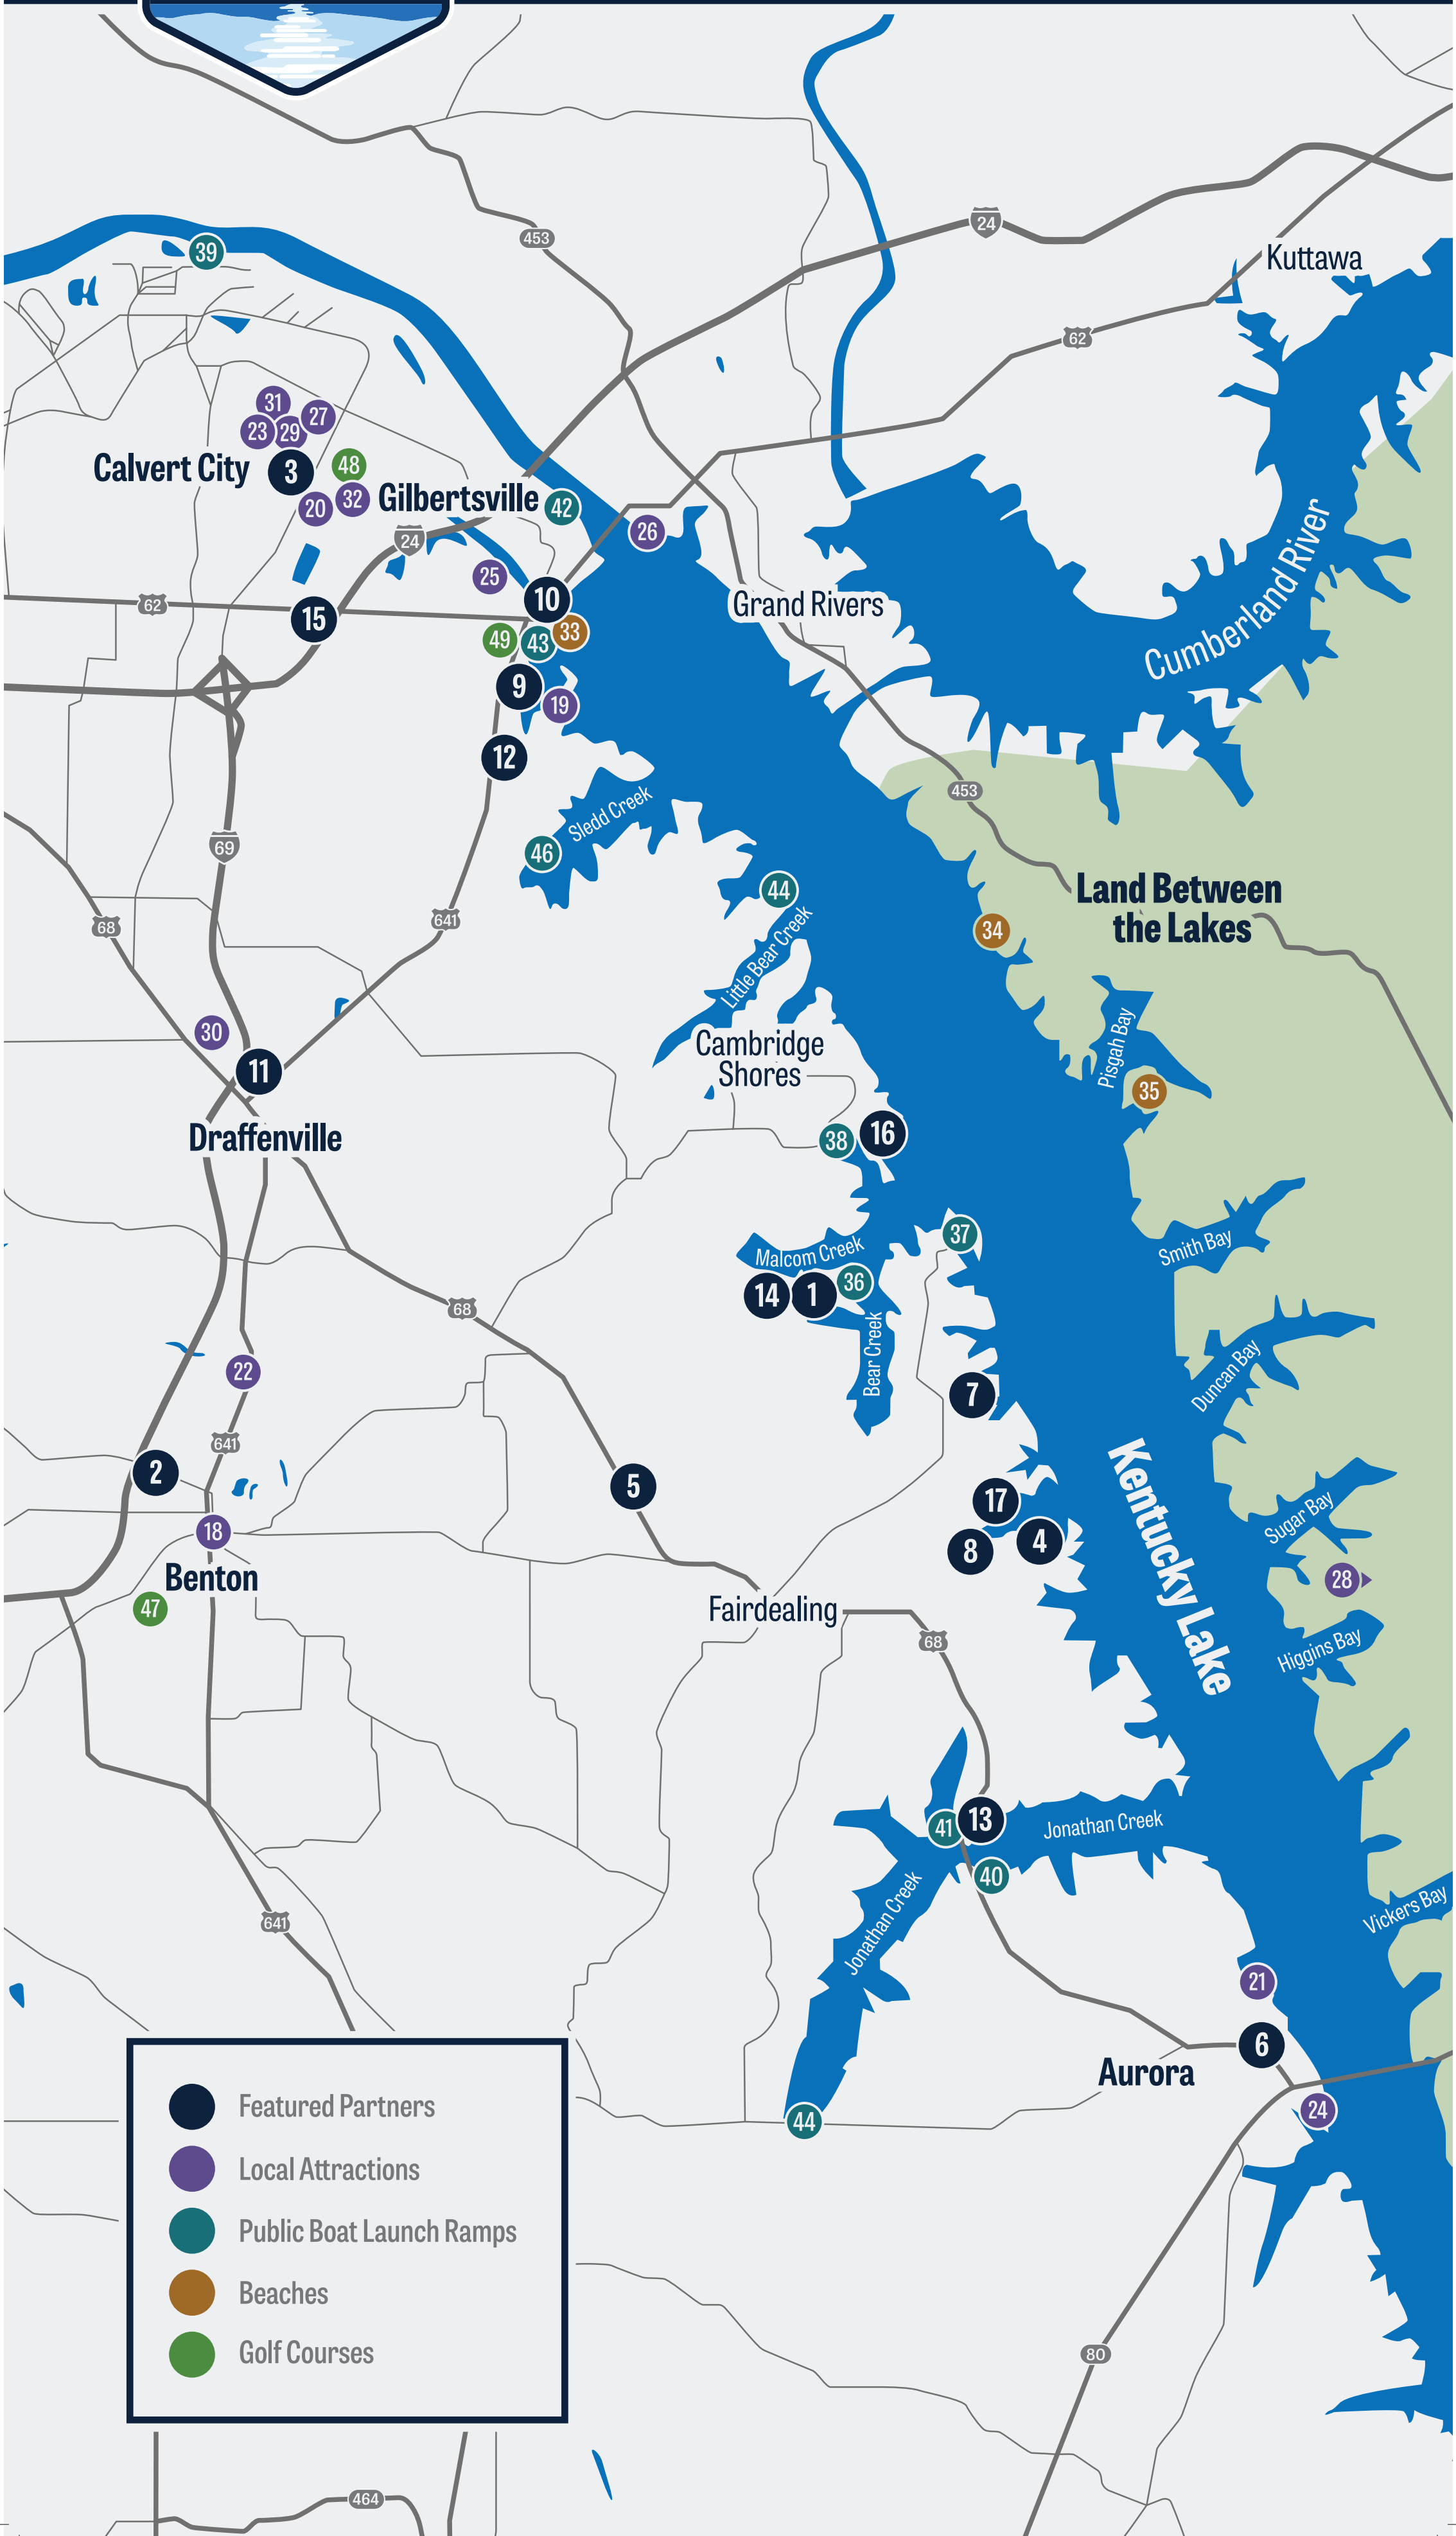 24
453
Kuttawa
39
62
31
27
23
29
Calvert City
3
48
20
32
Gilbertsville
42
26
24
25
Cumberland River
62
15
10
Grand Rivers
49
43
33
9
19
12
453
Sledd Creek
46
69
44
Land Between
the Lakes
68
641
34
Little Bear Creek
30
Cambridge
Shores
11
Pisgah Bay
35
Draffenville
38
16
37
Malcom Creek
Smith Bay
14
1
36
68
Bear Creek
22
Duncan Bay
7
641
2
5
17
Kentucky Lake
Sugar Bay
18
8
4
Benton
28
47
Fairdealing
68
Higgins Bay
41
13
Jonathan Creek
40
641
Jonathan Creek
Vickers Bay
21
6
Aurora
24
44
Featured Partners
Local Attractions
Public Boat Launch Ramps
Beaches
Golf Courses
80
464